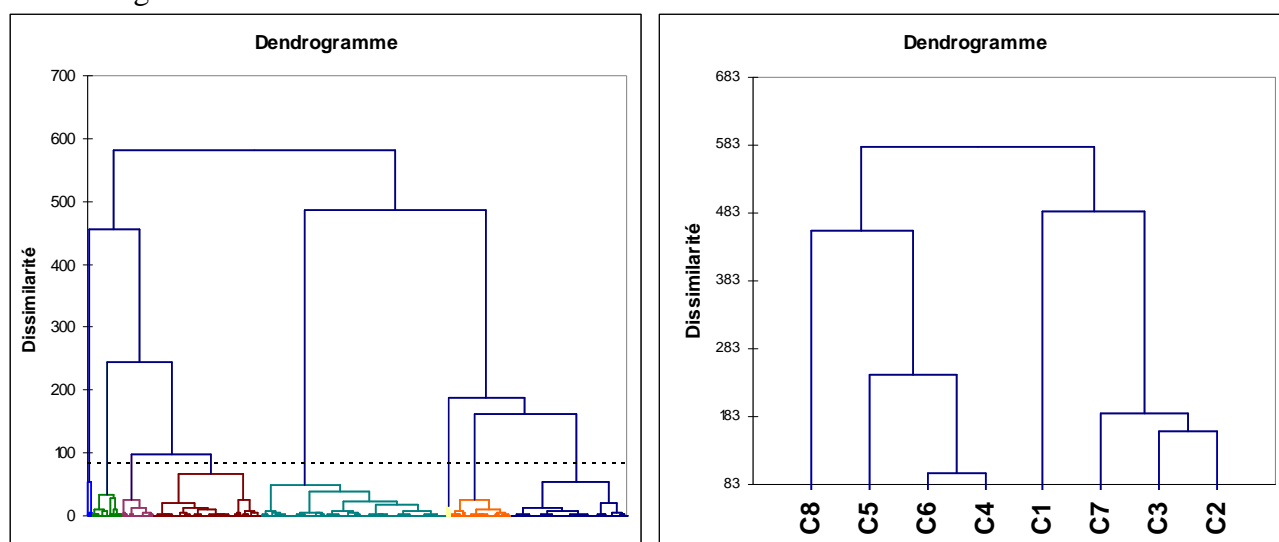 Dendrogramme
700
600
500
400
300
200
100
0
Dissimilarité
Dendrogramme
683
583
483
383
283
183
83
Dissimilarité
C8
C5
C6
C4
C1
C7
C3
C2